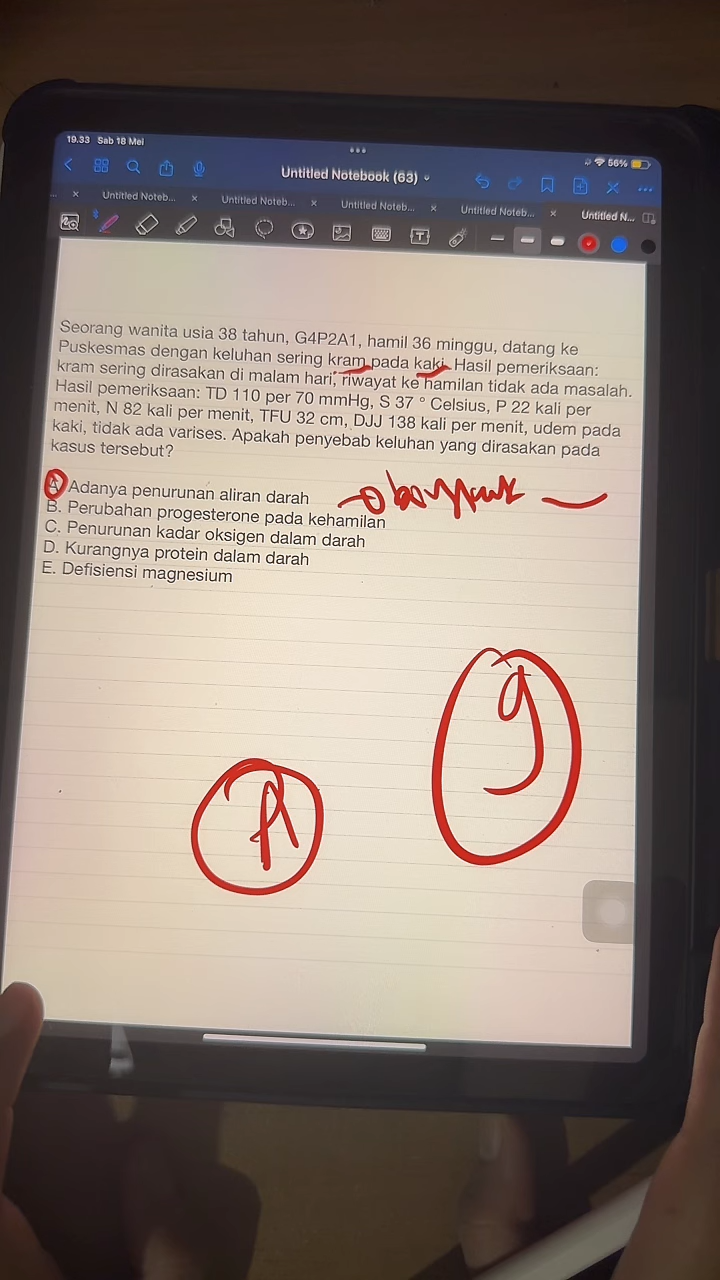 19.33 Sab 18 Mei
56%
Untitled Notebook (63)
Untitled Noteb...
Untitled Noteb...
Untitled Noteb...
Untitled Noteb...
Untitled N...
Seorang wanita usia 38 tahun, G4P2A1, hamil 36 minggu, datang ke
Puskesmas dengan keluhan sering kram pada kaki. Hasil pemeriksaan:
kram sering dirasakan di malam hari, riwayat ke hamilan tidak ada masalah.
Hasil pemeriksaan: TD 110 per 70 mmHg, S 37 ° Celsius, P 22 kali per
menit, N 82 kali per menit, TFU 32 cm, DJJ 138 kali per menit, udem pada
kaki, tidak ada varises. Apakah penyebab keluhan yang dirasakan pada
kasus tersebut?
A. Adanya penurunan aliran darah
B. Perubahan progesterone pada kehamilan
C. Penurunan kadar oksigen dalam darah
D. Kurangnya protein dalam darah
E. Defisiensi magnesium
A